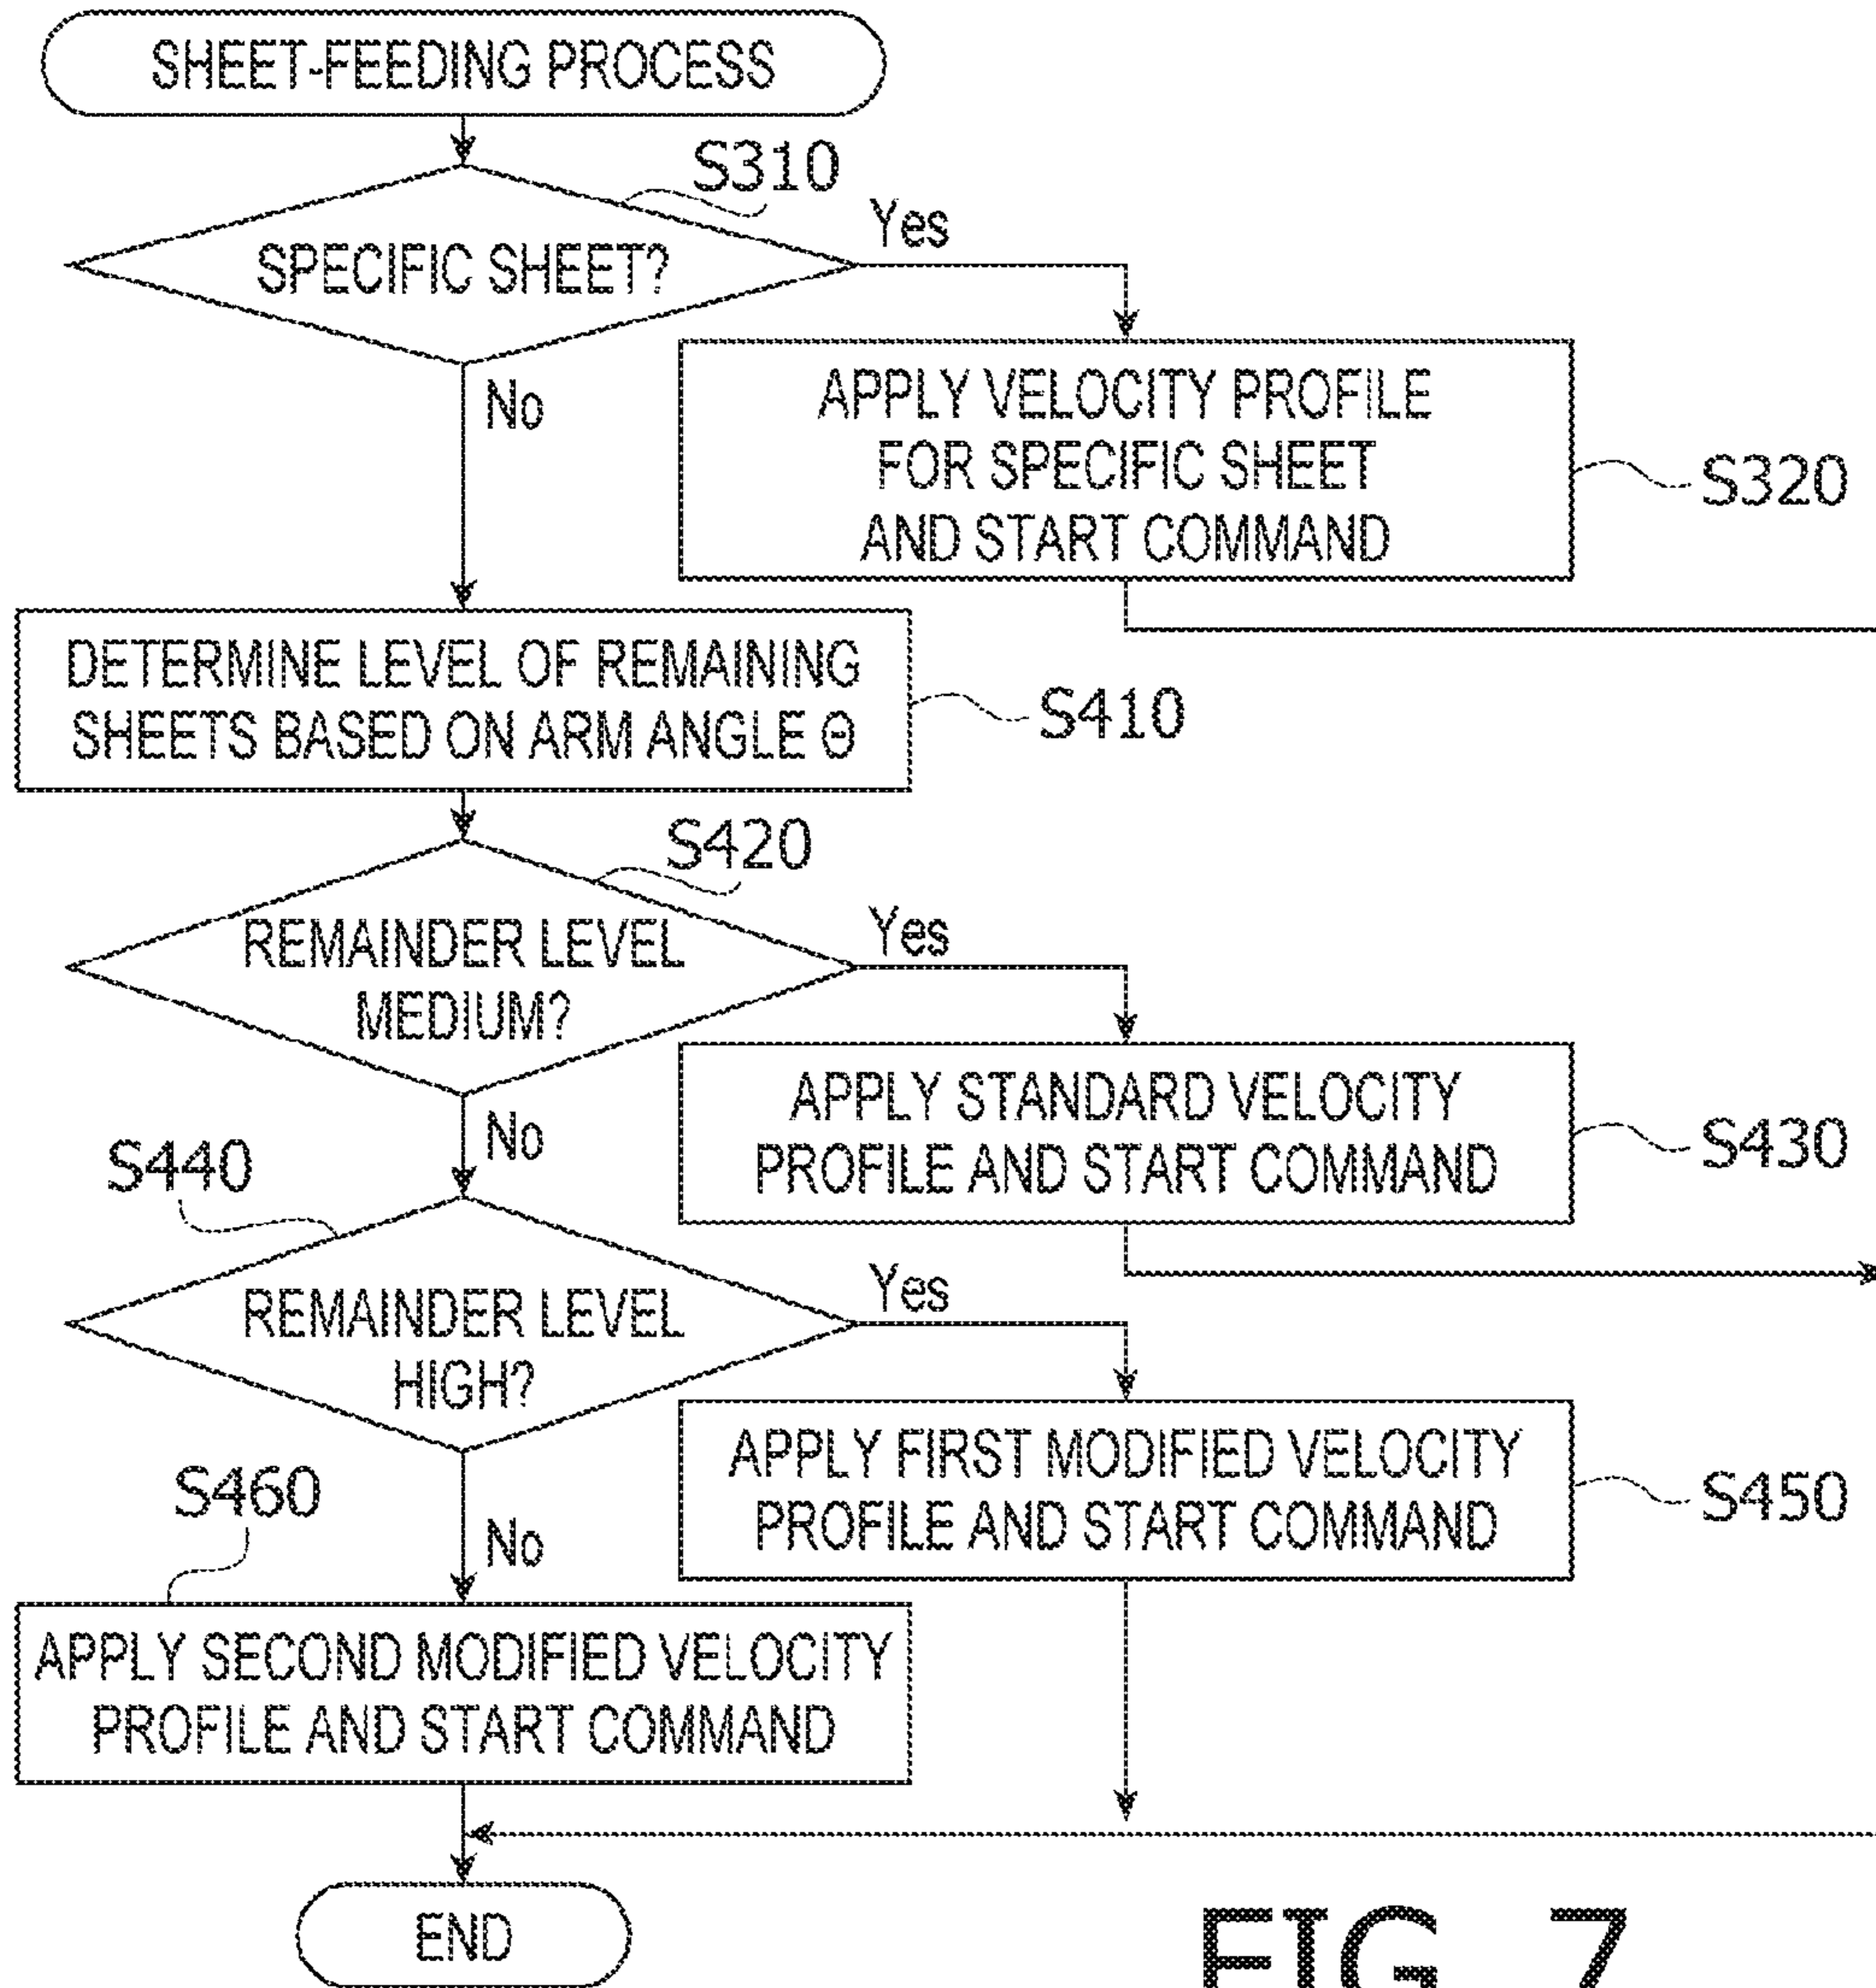 SHEET-FEEDING PROCESS
S310
SPECIFIC SHEET?
Yes
No
APPLY VELOCITY PROFILE
FOR SPECIFIC SHEET
AND START COMMAND
S320
DETERMINE LEVEL OF REMAINING
SHEETS BASED ON ARM ANGLE Θ
S410
S420
REMAINDER LEVEL
MEDIUM?
Yes
No
APPLY STANDARD VELOCITY
PROFILE AND START COMMAND
S430
S440
REMAINDER LEVEL
HIGH?
Yes
No
APPLY FIRST MODIFIED VELOCITY
PROFILE AND START COMMAND
S450
S460
APPLY SECOND MODIFIED VELOCITY
PROFILE AND START COMMAND
END
FIG. 7